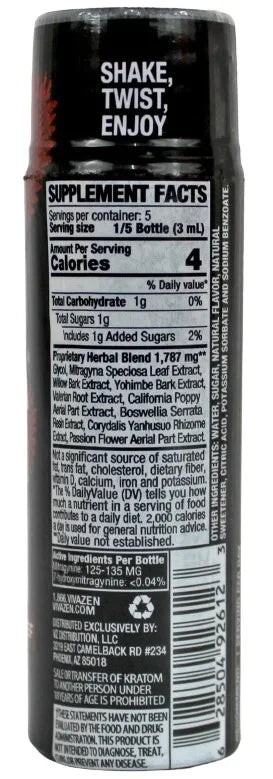 SHAKE,
TWIST,
ENJOY
SUPPLEMENT FACTS
Servings per container: 5
Serving size 1/5 Bottle (3 mL)
Amount Per Serving
Calories 4
% Daily value*
Total Carbohydrate 1g 0%
Total Sugars 1g
Includes 1g Added Sugars 2%
Proprietary Herbal Blend 1,787 mg**
Glycol, Mitragyna Speciosa Leaf Extract,
Willow Bark Extract, Yohimbe Bark Extract,
Valerian Root Extract, California Poppy
Aerial Part Extract, Boswellia Serrata
Resin Extract, Corydalis Yanhusuo Rhizome
Extract, Passion Flower Aerial Part Extract
Not a significant source of saturated
fat, trans fat, cholesterol, dietary fiber,
vitamin D, calcium, iron and potassium.
*The % DailyValue (DV) tells you how
much a nutrient in a serving of food
contributes to a daily diet. 2,000 calories
a day is used for general nutrition advice.
**Daily value not established.
Active Ingredients Per Bottle
Mitragynine: 125-135 MG
7-hydroxymitragynine: <0.04%
1.866.VIVAZEN
VIVAZEN.COM
DISTRIBUTED EXCLUSIVELY BY:
VZ DISTRIBUTION, LLC
3219 EAST CAMELBACK RD #234
PHOENIX, AZ 85018
SALE OR TRANSFER OF KRATOM
TO ANOTHER PERSON UNDER
18 YEARS OF AGE IS PROHIBITED
THESE STATEMENTS HAVE NOT BEEN
EVALUATED BY THE FOOD AND DRUG
ADMINISTRATION. THIS PRODUCT IS
NOT INTENDED TO DIAGNOSE, TREAT,
OR PREVENT ANY DISEASE.
OTHER INGREDIENTS: WATER, SUGAR, NATURAL FLAVOR, NATURAL
SWEETENER, CITRIC ACID, POTASSIUM SORBATE AND SODIUM BENZOATE.
6 28504 92612 3